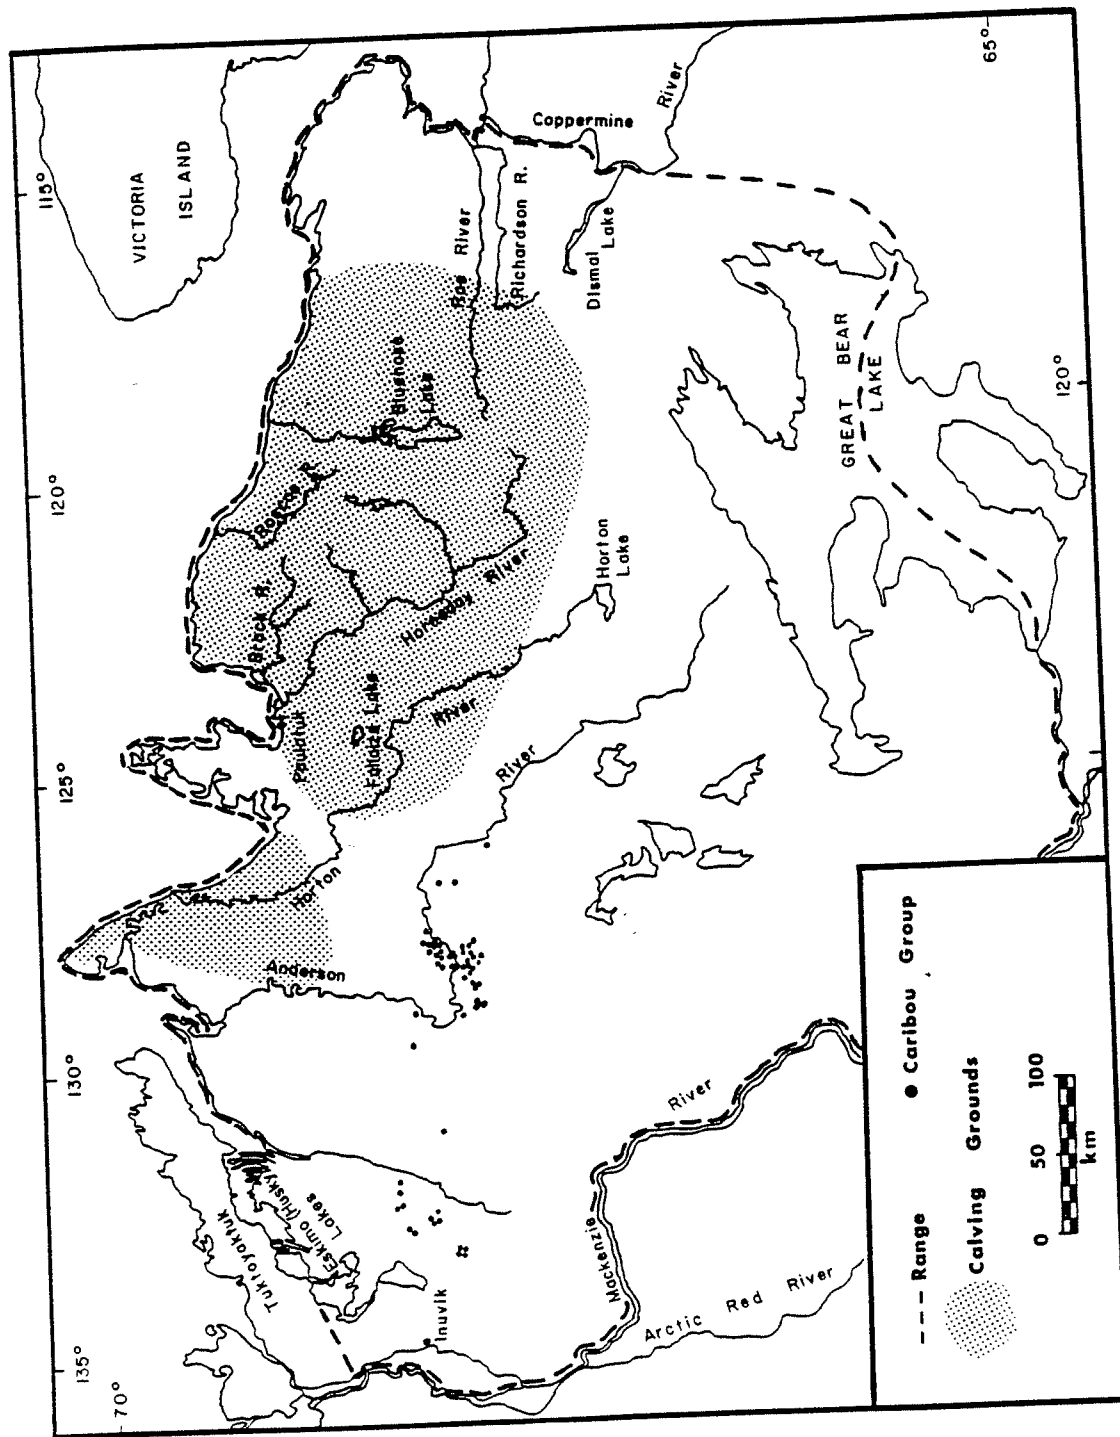 115°
120°
125°
130°
135°
70°
65°
120°
VICTORIA
ISLAND
Coppermine
River
Rae River
Richardson R.
Dismal
Lake
Bluenose
Lake
Roscoe R.
Brock R.
Hornaday River
Horton
Lake
Paulatuk
Fallaize Lake
River
Horton
River
Anderson
GREAT BEAR
LAKE
Tuktoyaktuk
Eskimo (Husky)
Lakes
Inuvik
Mackenzie
River
Arctic Red River
Range
Caribou Group
Calving Grounds
0 50 100
km